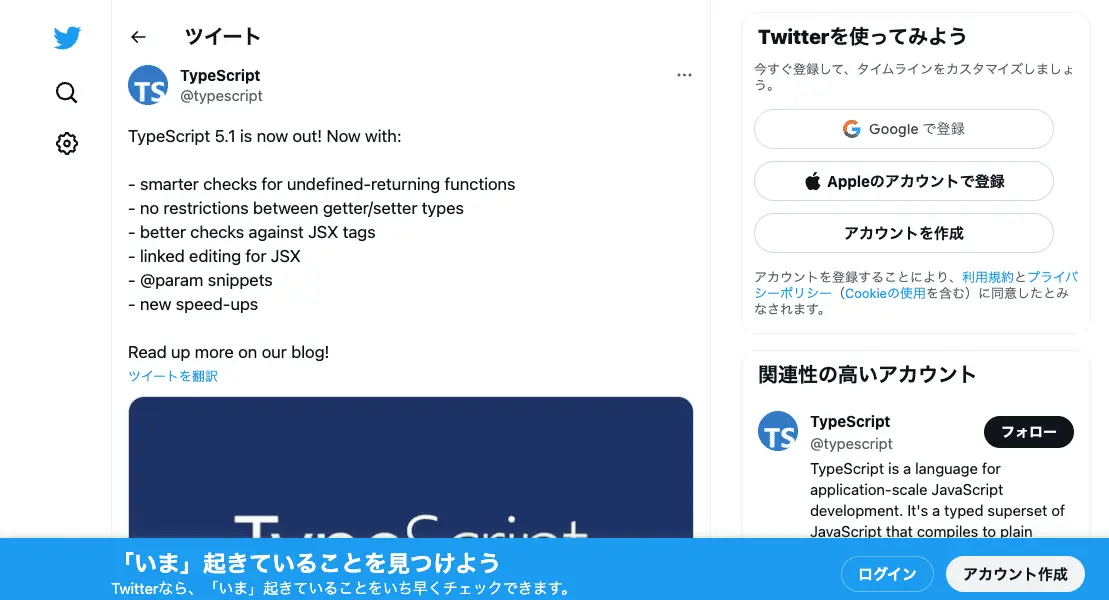 ツイート
TypeScript
@typescript
TypeScript 5.1 is now out! Now with:
- smarter checks for undefined-returning functions
- no restrictions between getter/setter types
- better checks against JSX tags
- linked editing for JSX
- @param snippets
- new speed-ups
Read up more on our blog!
ツイートを翻訳
TypeScript
Twitterを使ってみよう
今すぐ登録して、タイムラインをカスタマイズしましょ
う。
Google で登録
Appleのアカウントで登録
アカウントを作成
アカウントを登録することにより、利用規約とプライバ
シーポリシー（Cookieの使用を含む）に同意したとみ
なされます。
関連性の高いアカウント
TS
TypeScript
@typescript
フォロー
TypeScript is a language for
application-scale JavaScript
development. It's a typed superset of
JavaScript that compiles to plain
「いま」起きていることを見つけよう
Twitterなら、「いま」起きていることをいち早くチェックできます。
ログイン
アカウント作成